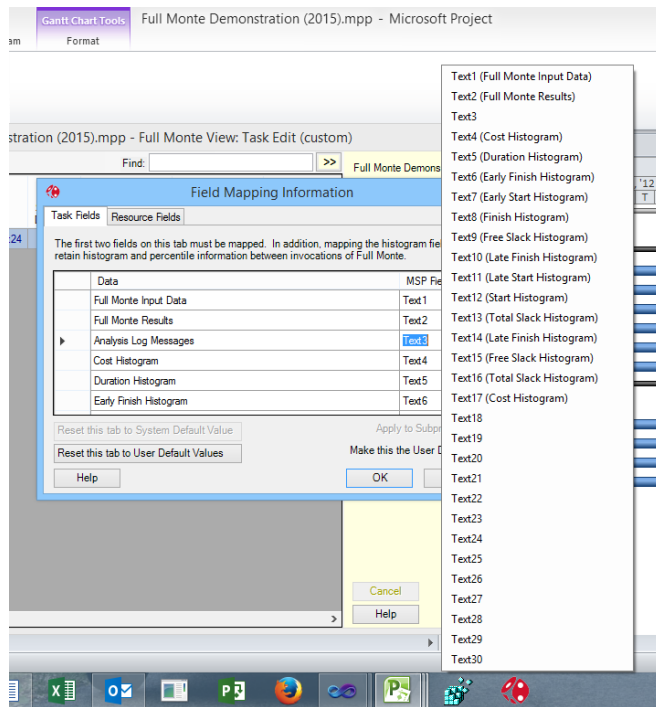 Gantt Chart Tools
Full Monte Demonstration (2015).mpp - Microsoft Project
am
Format
stration (2015).mpp - Full Monte View: Task Edit (custom)
Find:
>>
Full Monte Demons
:24
Field Mapping Information
Task Fields
Resource Fields
The first two fields on this tab must be mapped. In addition, mapping the histogram fiel
retain histogram and percentile information between invocations of Full Monte.
Data
MSP Fie
Full Monte Input Data
Text1
Full Monte Results
Text2
Analysis Log Messages
Text3
Cost Histogram
Text4
Duration Histogram
Text5
Early Finish Histogram
Text6
Reset this tab to System Default Value
Apply to Subpr
Reset this tab to User Default Values
Make this the User D
Help
OK
Cancel
Help
Text1 (Full Monte Input Data)
Text2 (Full Monte Results)
Text3
Text4 (Cost Histogram)
Text5 (Duration Histogram)
Text6 (Early Finish Histogram)
Text7 (Early Start Histogram)
Text8 (Finish Histogram)
Text9 (Free Slack Histogram)
Text10 (Late Finish Histogram)
Text11 (Late Start Histogram)
Text12 (Start Histogram)
Text13 (Total Slack Histogram)
Text14 (Late Finish Histogram)
Text15 (Free Slack Histogram)
Text16 (Total Slack Histogram)
Text17 (Cost Histogram)
Text18
Text19
Text20
Text21
Text22
Text23
Text24
Text25
Text26
Text27
Text28
Text29
Text30
'12
T